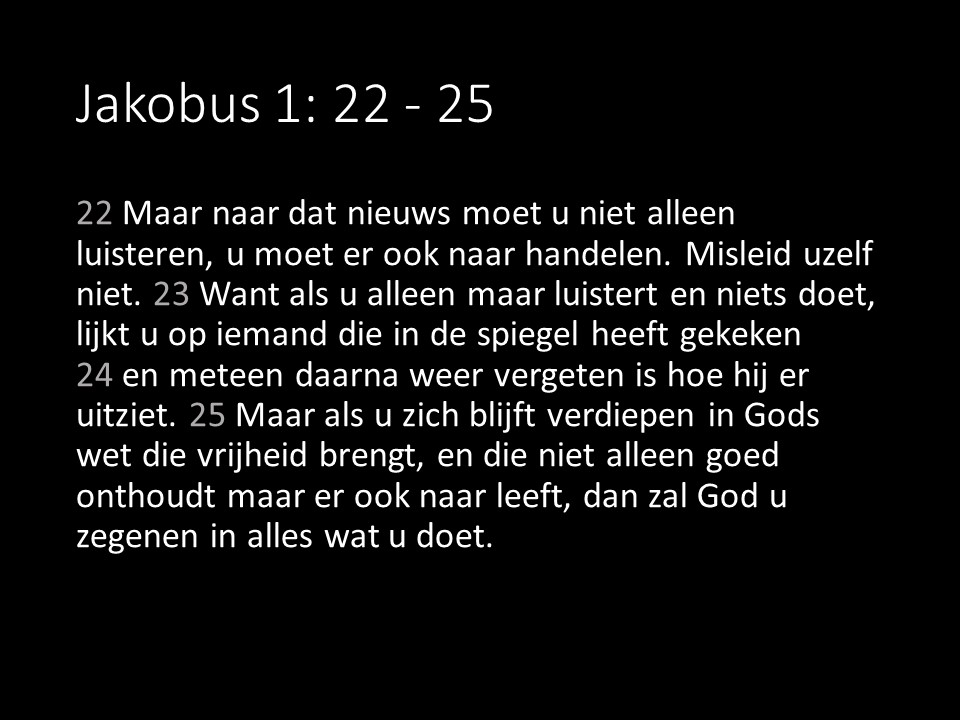 Jakobus 1: 22 - 25
22 Maar naar dat nieuws moet u niet alleen
luisteren, u moet er ook naar handelen. Misleid uzelf
niet. 23 Want als u alleen maar luistert en niets doet,
lijkt u op iemand die in de spiegel heeft gekeken
24 en meteen daarna weer vergeten is hoe hij er
uitziet. 25 Maar als u zich blijft verdiepen in Gods
wet die vrijheid brengt, en die niet alleen goed
onthoudt maar er ook naar leeft, dan zal God u
zegenen in alles wat u doet.